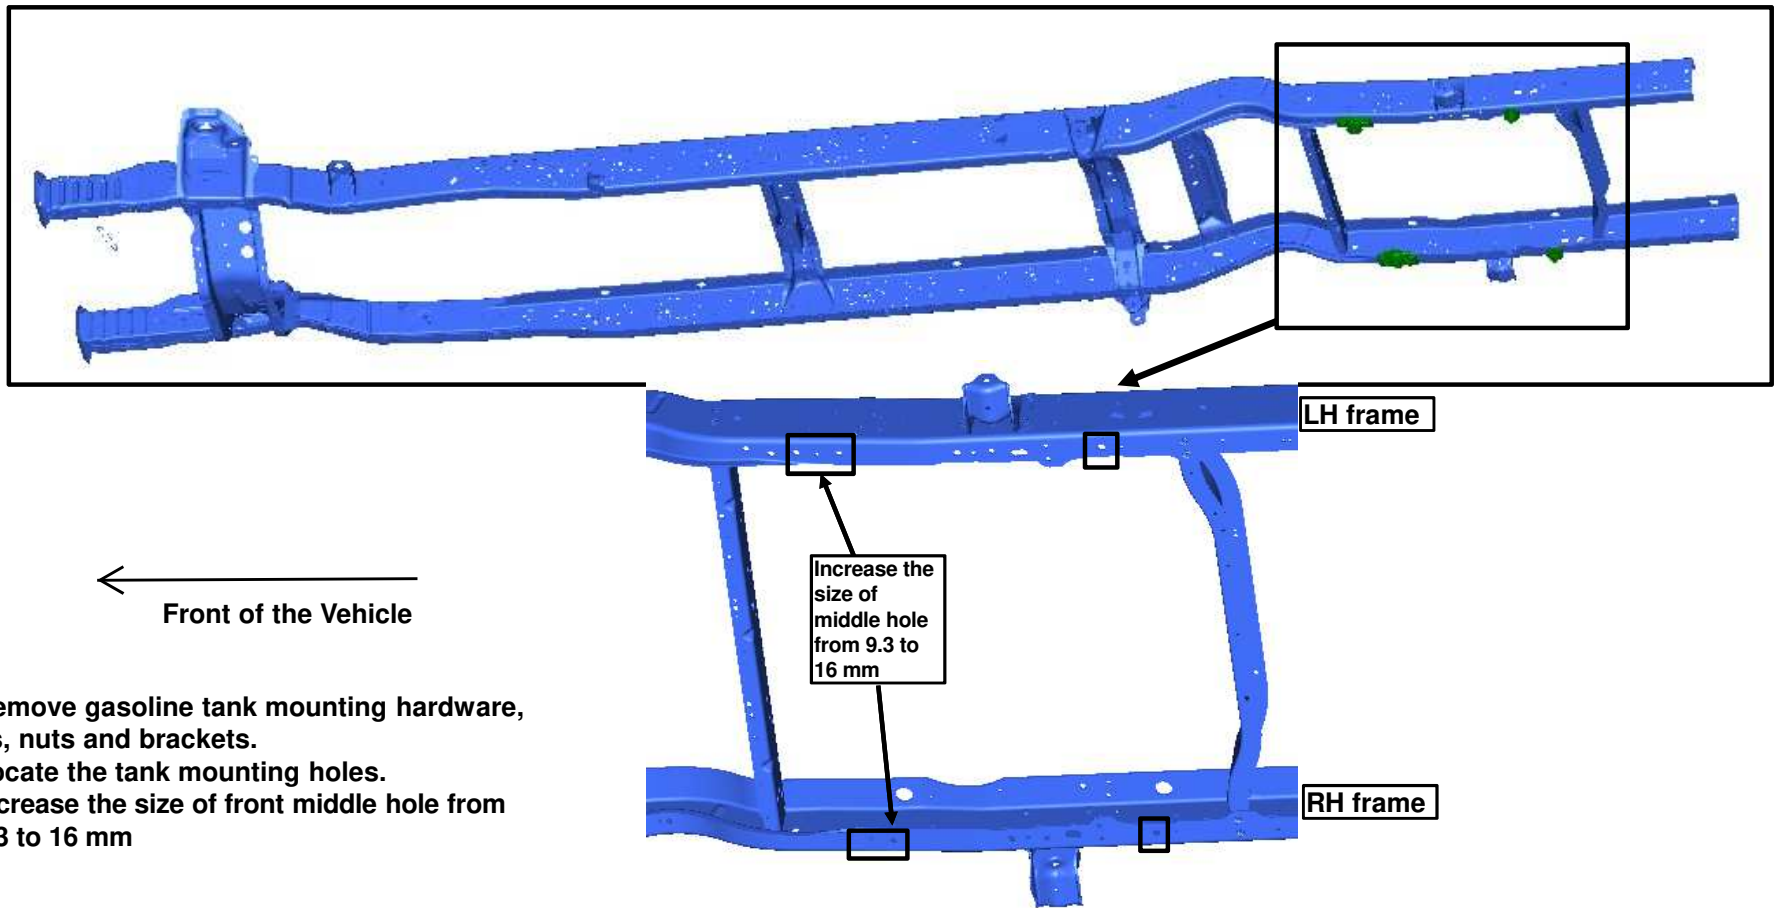 LH frame
Increase the
size of
middle hole
from 9.3 to
16 mm
Front of the Vehicle
emove gasoline tank mounting hardware,
s, nuts and brackets.
ocate the tank mounting holes.
crease the size of front middle hole from
3 to 16 mm
RH frame